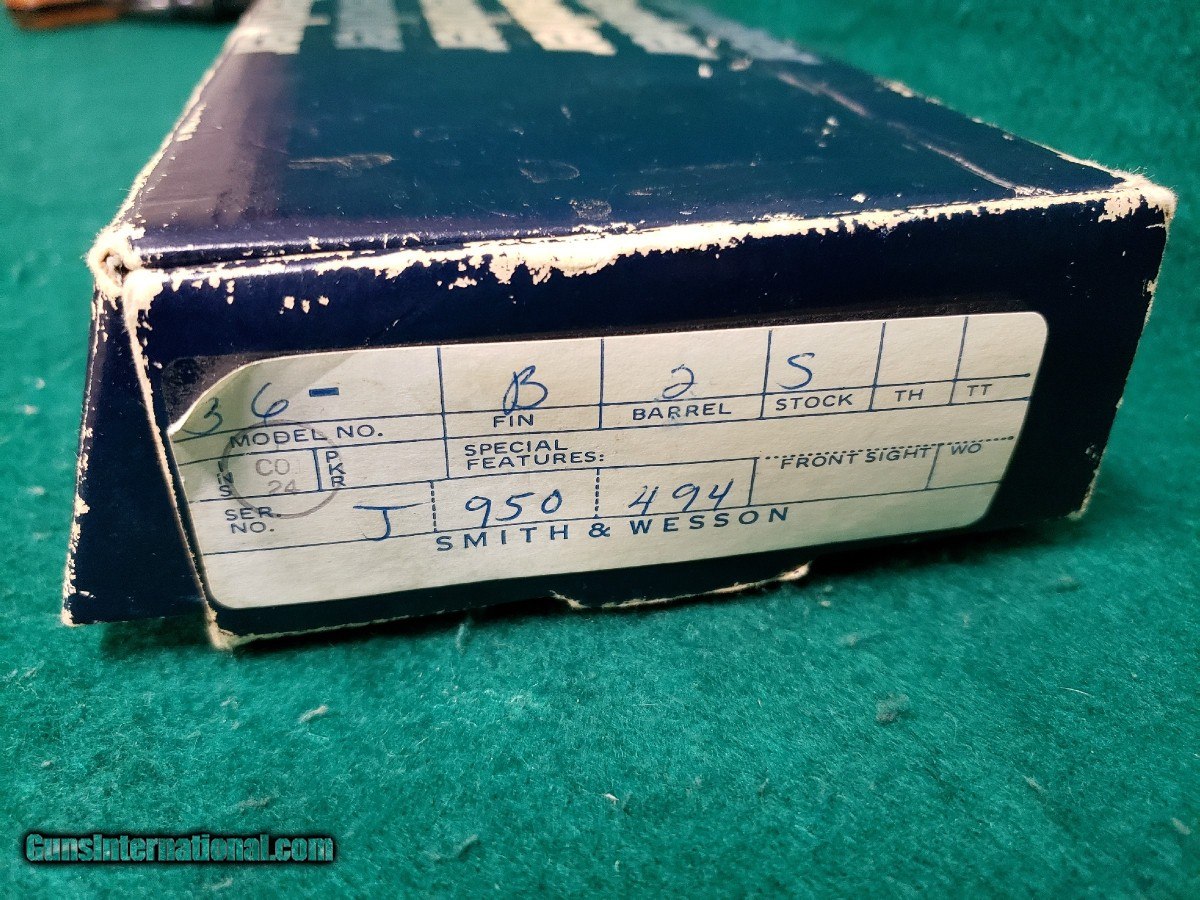 36- B 2 S
MODEL NO. FIN BARREL STOCK TH TT
INS CO 24 PKR SPECIAL FEATURES: FRONT SIGHT WO
SER. NO. J 950 494
SMITH & WESSON
GunsInternational.com